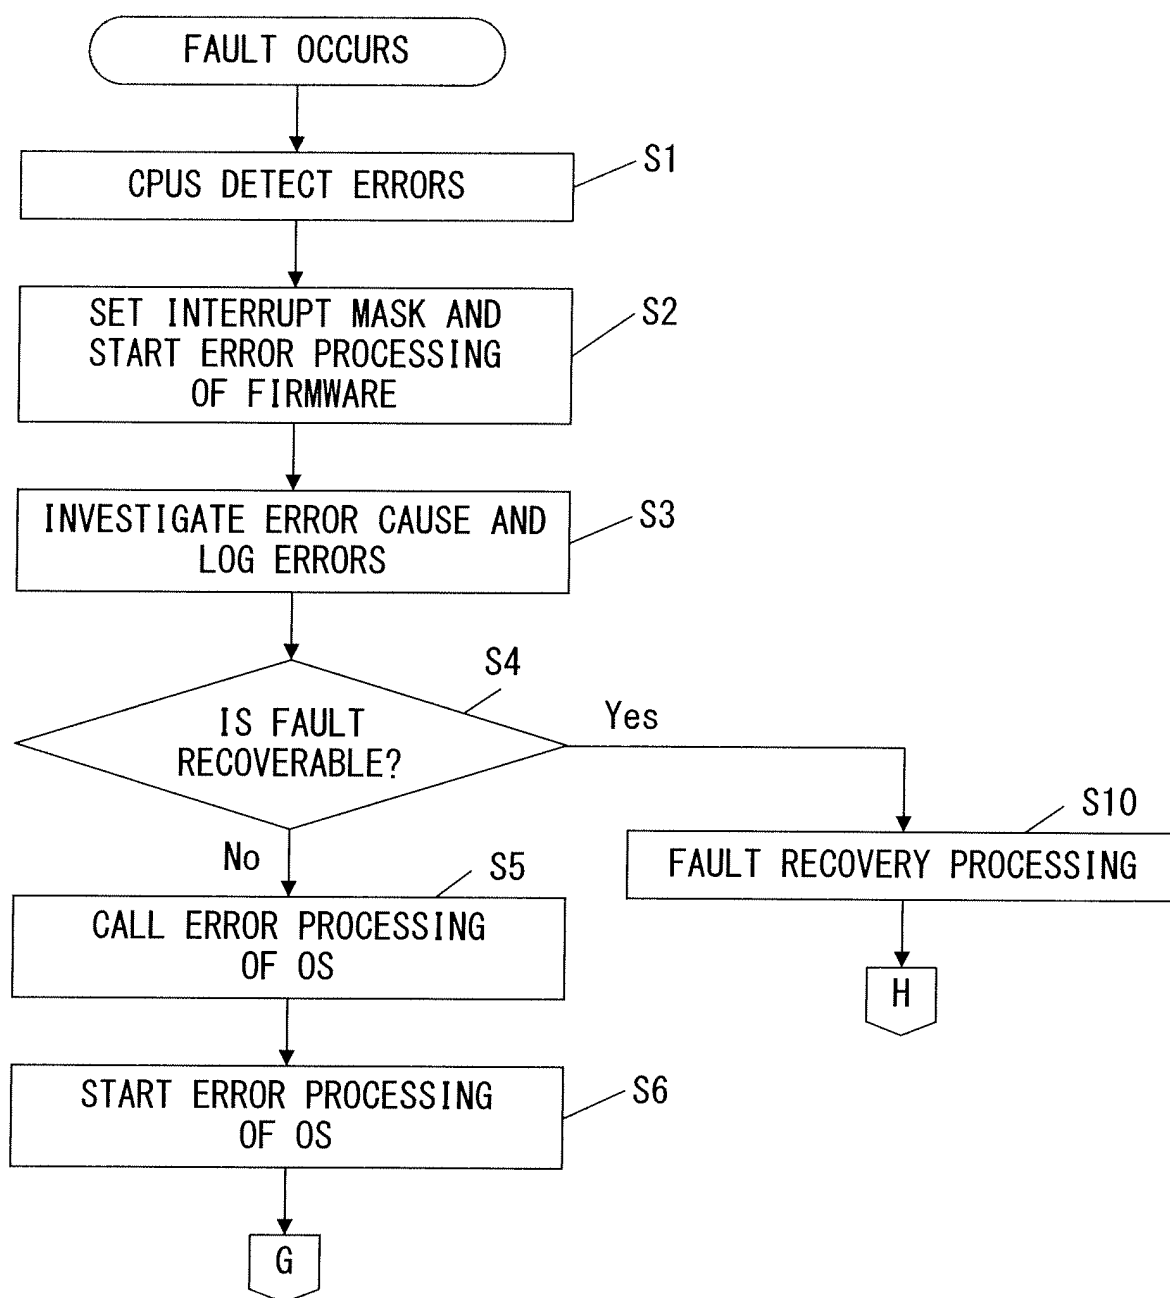 FAULT OCCURS
CPUS DETECT ERRORS
S1
SET INTERRUPT MASK AND
START ERROR PROCESSING
OF FIRMWARE
S2
INVESTIGATE ERROR CAUSE AND
LOG ERRORS
S3
IS FAULT
RECOVERABLE?
S4
Yes
No
S10
FAULT RECOVERY PROCESSING
H
S5
CALL ERROR PROCESSING
OF OS
START ERROR PROCESSING
OF OS
S6
G